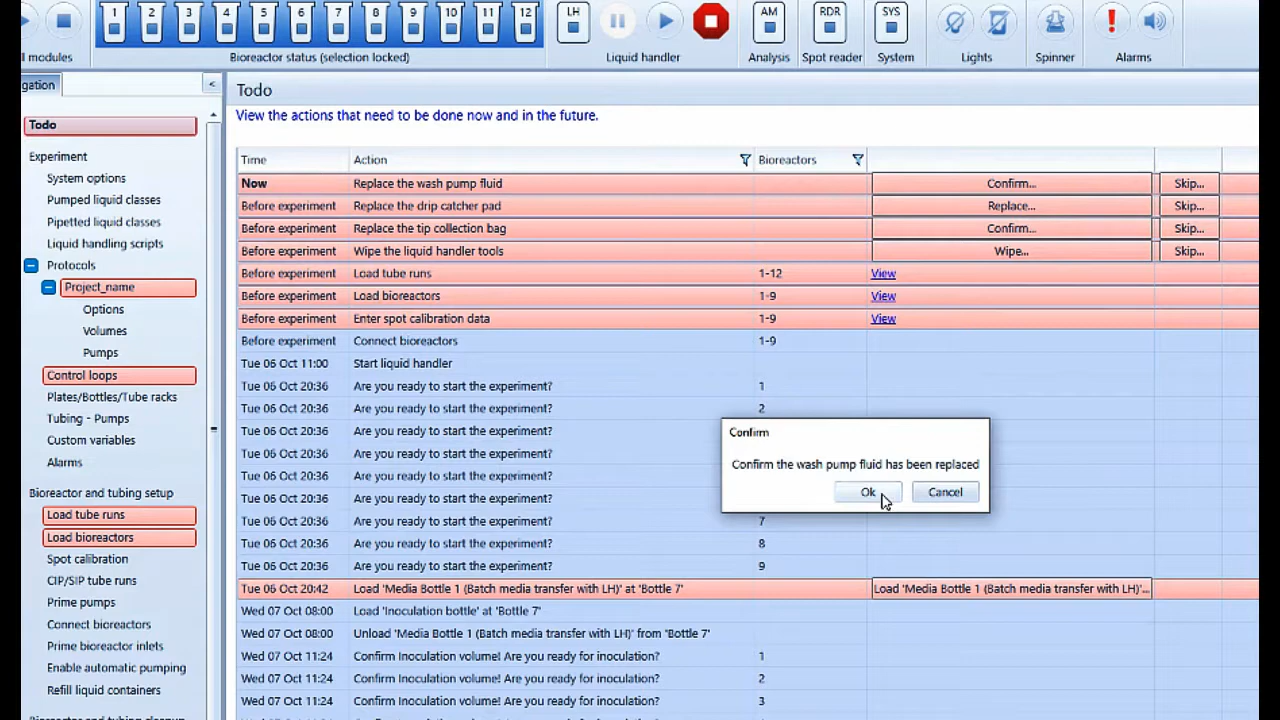 1 2 3 4 5 6 7 8 9 10 11 12 LH AM RDR SYS
l modules Bioreactor status (selection locked) Liquid handler Analysis Spot reader System Lights Spinner Alarms
gation <
Todo
Experiment
System options
Pumped liquid classes
Pipetted liquid classes
Liquid handling scripts
Protocols
Project_name
Options
Volumes
Pumps
Control loops
Plates/Bottles/Tube racks
Tubing - Pumps
Custom variables
Alarms
Bioreactor and tubing setup
Load tube runs
Load bioreactors
Spot calibration
CIP/SIP tube runs
Prime pumps
Connect bioreactors
Prime bioreactor inlets
Enable automatic pumping
Refill liquid containers
Bioreactor and tubing cleanup
Todo
View the actions that need to be done now and in the future.
Time Action Bioreactors
Now Replace the wash pump fluid Confirm... Skip...
Before experiment Replace the drip catcher pad Replace... Skip...
Before experiment Replace the tip collection bag Confirm... Skip...
Before experiment Wipe the liquid handler tools Wipe... Skip...
Before experiment Load tube runs 1-12 View
Before experiment Load bioreactors 1-9 View
Before experiment Enter spot calibration data 1-9 View
Before experiment Connect bioreactors 1-9
Tue 06 Oct 11:00 Start liquid handler
Tue 06 Oct 20:36 Are you ready to start the experiment? 1
Tue 06 Oct 20:36 Are you ready to start the experiment? 2
Tue 06 Oct 20:36 Are you ready to start the experiment?
Tue 06 Oct 20:36 Are you ready to start the experiment?
Tue 06 Oct 20:36 Are you ready to start the experiment?
Tue 06 Oct 20:36 Are you ready to start the experiment?
Tue 06 Oct 20:36 Are you ready to start the experiment? 7
Tue 06 Oct 20:36 Are you ready to start the experiment? 8
Tue 06 Oct 20:36 Are you ready to start the experiment? 9
Tue 06 Oct 20:42 Load 'Media Bottle 1 (Batch media transfer with LH)' at 'Bottle 7' Load 'Media Bottle 1 (Batch media transfer with LH)'...
Wed 07 Oct 08:00 Load 'Inoculation bottle' at 'Bottle 7'
Wed 07 Oct 08:00 Unload 'Media Bottle 1 (Batch media transfer with LH)' from 'Bottle 7'
Wed 07 Oct 11:24 Confirm Inoculation volume! Are you ready for inoculation? 1
Wed 07 Oct 11:24 Confirm Inoculation volume! Are you ready for inoculation? 2
Wed 07 Oct 11:24 Confirm Inoculation volume! Are you ready for inoculation? 3
Confirm
Confirm the wash pump fluid has been replaced
Ok Cancel